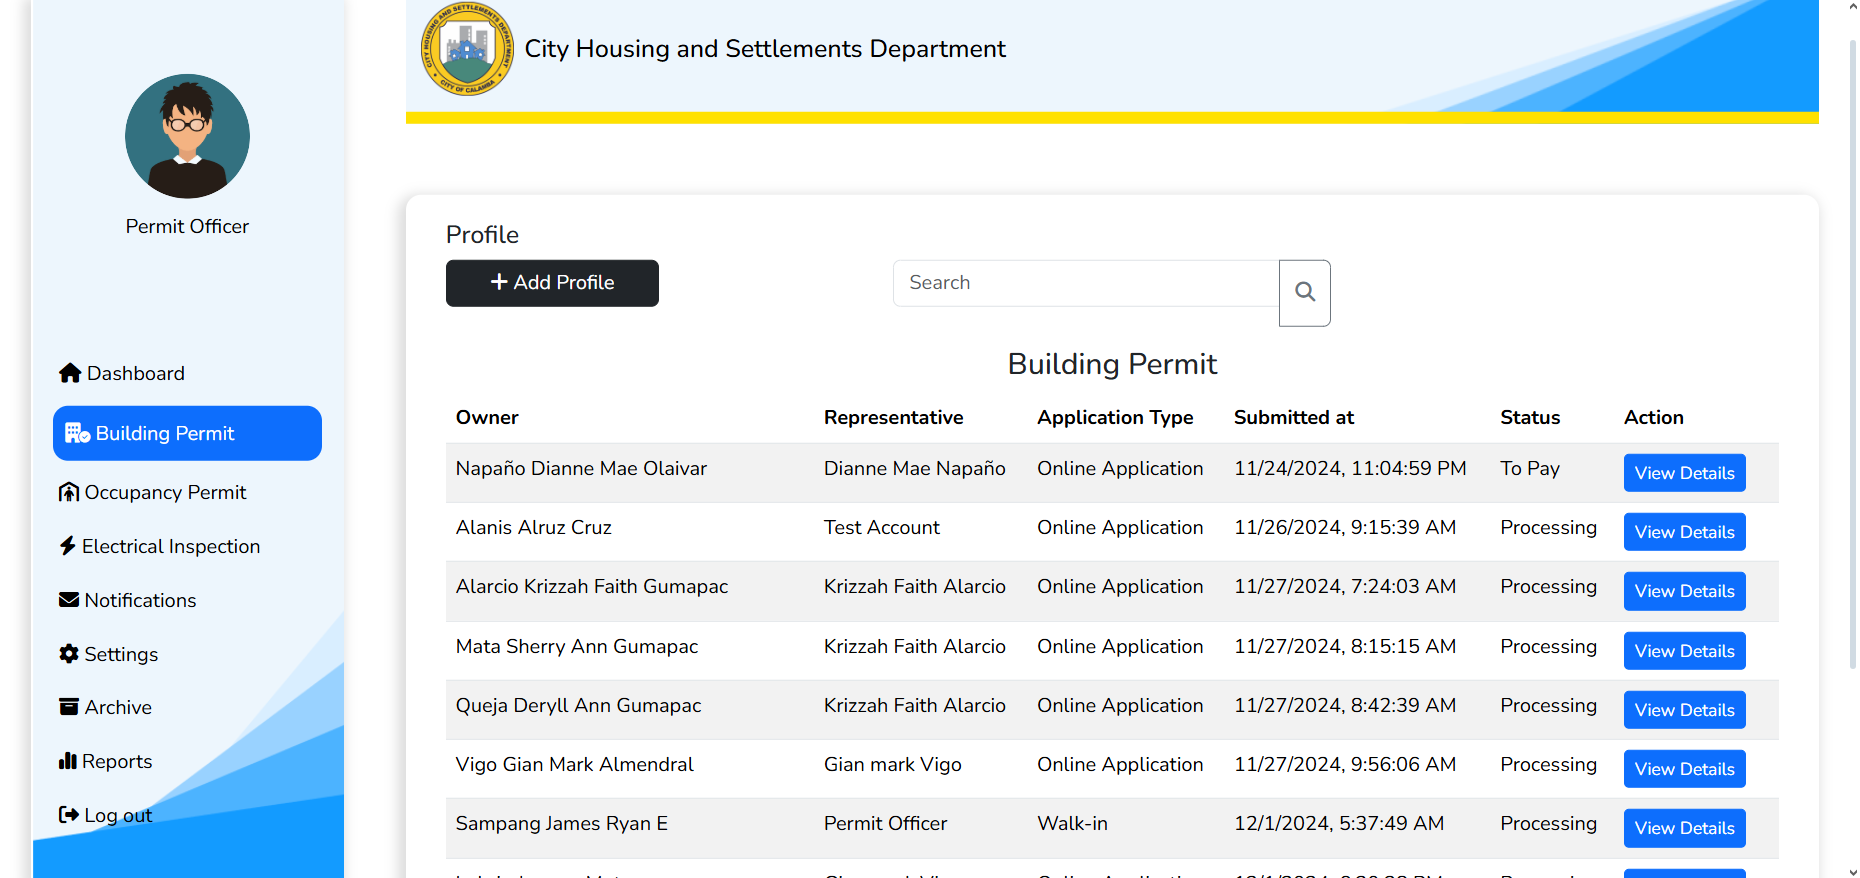 CITY HOUSING AND SETTLEMENTS DEPARTMENT
CITY OF CALAMBA
City Housing and Settlements Department
Permit Officer
Dashboard
Building Permit
Occupancy Permit
Electrical Inspection
Notifications
Settings
Archive
Reports
Log out
Profile
Add Profile
Search
Building Permit
Owner Representative Application Type Submitted at Status Action
Napaño Dianne Mae Olaivar Dianne Mae Napaño Online Application 11/24/2024, 11:04:59 PM To Pay View Details
Alanis Alruz Cruz Test Account Online Application 11/26/2024, 9:15:39 AM Processing View Details
Alarcio Krizzah Faith Gumapac Krizzah Faith Alarcio Online Application 11/27/2024, 7:24:03 AM Processing View Details
Mata Sherry Ann Gumapac Krizzah Faith Alarcio Online Application 11/27/2024, 8:15:15 AM Processing View Details
Queja Deryll Ann Gumapac Krizzah Faith Alarcio Online Application 11/27/2024, 8:42:39 AM Processing View Details
Vigo Gian Mark Almendral Gian mark Vigo Online Application 11/27/2024, 9:56:06 AM Processing View Details
Sampang James Ryan E Permit Officer Walk-in 12/1/2024, 5:37:49 AM Processing View Details